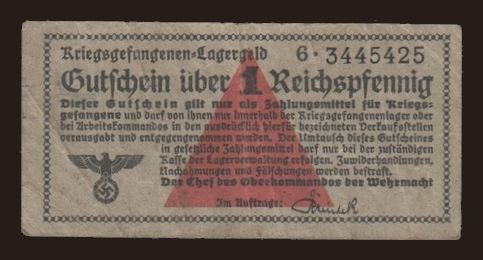 Kriegsgefangenen-Lagergeld 6·3445425
Gutschein über 1 Reichspfennig
Dieser Gutschein gilt nur als Zahlungsmittel für Kriegs-
gefangene und darf von ihnen nur innerhalb der Kriegsgefangenenlager oder
bei Arbeitskommandos in den ausdrücklich hierfür bezeichneten Verkaufsstellen
verausgabt und entgegengenommen werden. Der Umtausch dieses Gutscheines
in gesetzliche Zahlungsmittel darf nur bei der zuständigen
Kasse der Lagerverwaltung erfolgen. Zuwiderhandlungen,
Nachahmungen und Fälschungen werden bestraft.
Der Chef des Oberkommandos der Wehrmacht
Im Auftrage: